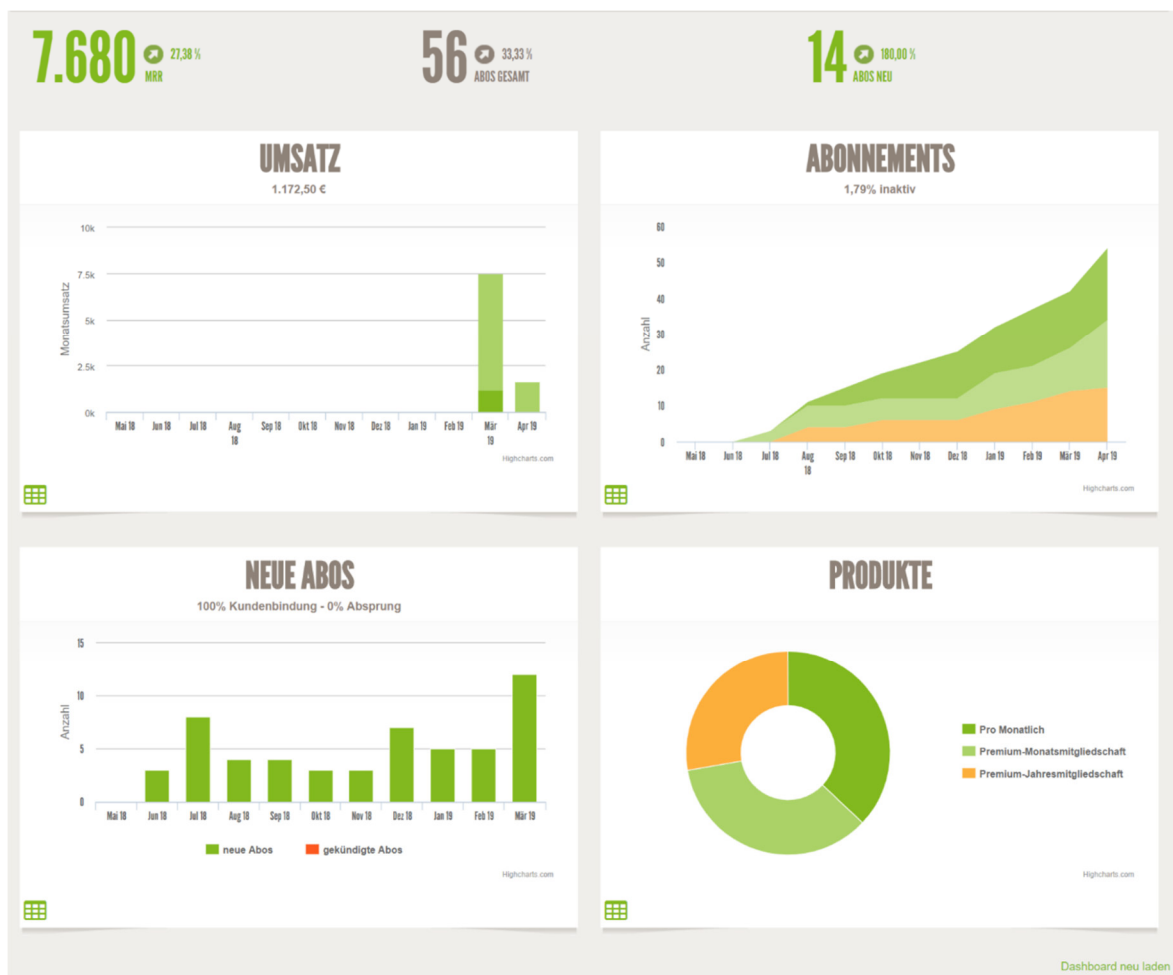 7.680 27,38 %
MRR
56 33,33 %
ABOS GESAMT
14 180,00 %
ABOS NEU
UMSATZ
1.172,50 €
10k
7.5k
5k
2.5k
0k
Monatsumsatz
Mai 18 Jun 18 Jul 18 Aug 18 Sep 18 Okt 18 Nov 18 Dez 18 Jan 19 Feb 19 Mär 19 Apr 19
Highcharts.com
ABONNEMENTS
1,79% inaktiv
60
50
40
30
20
10
0
Anzahl
Mai 18 Jun 18 Jul 18 Aug 18 Sep 18 Okt 18 Nov 18 Dez 18 Jan 19 Feb 19 Mär 19 Apr 19
Highcharts.com
NEUE ABOS
100% Kundenbindung - 0% Absprung
15
10
5
0
Anzahl
Mai 18 Jun 18 Jul 18 Aug 18 Sep 18 Okt 18 Nov 18 Dez 18 Jan 19 Feb 19 Mär 19
neue Abos gekündigte Abos
Highcharts.com
PRODUKTE
Pro Monatlich
Premium-Monatsmitgliedschaft
Premium-Jahresmitgliedschaft
Highcharts.com
Dashboard neu laden